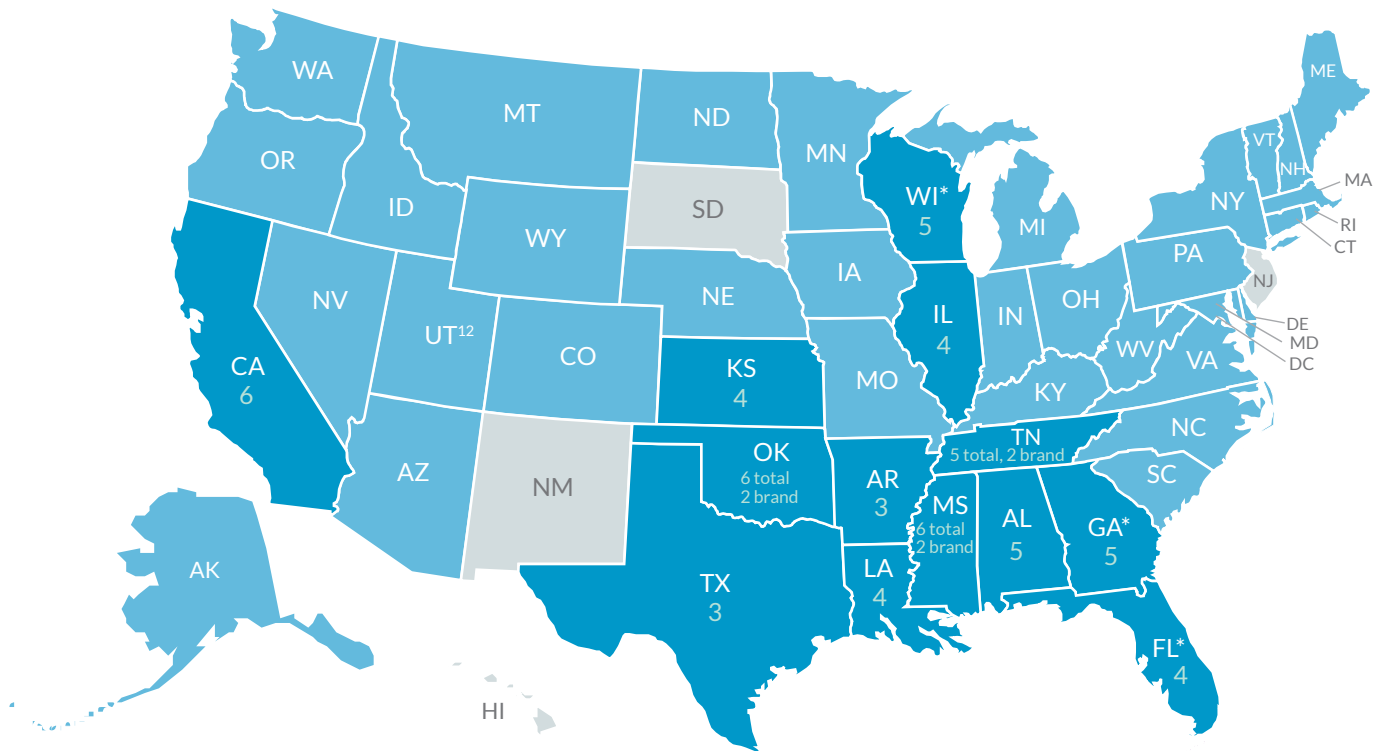 WA
MT
ND
MN
OR
ID
SD
WI*
5
WY
MI
ME
VT
NH
MA
NY
RI
CT
PA
NJ
IA
NE
NV
UT12
CO
IL
4
IN
OH
DE
MD
DC
WV
VA
CA
6
KS
4
MO
KY
NC
TN
5 total, 2 brand
SC
AZ
NM
OK
6 total
2 brand
AR
3
MS
6 total
2 brand
AL
5
GA*
5
AK
TX
3
LA
4
FL*
4
HI